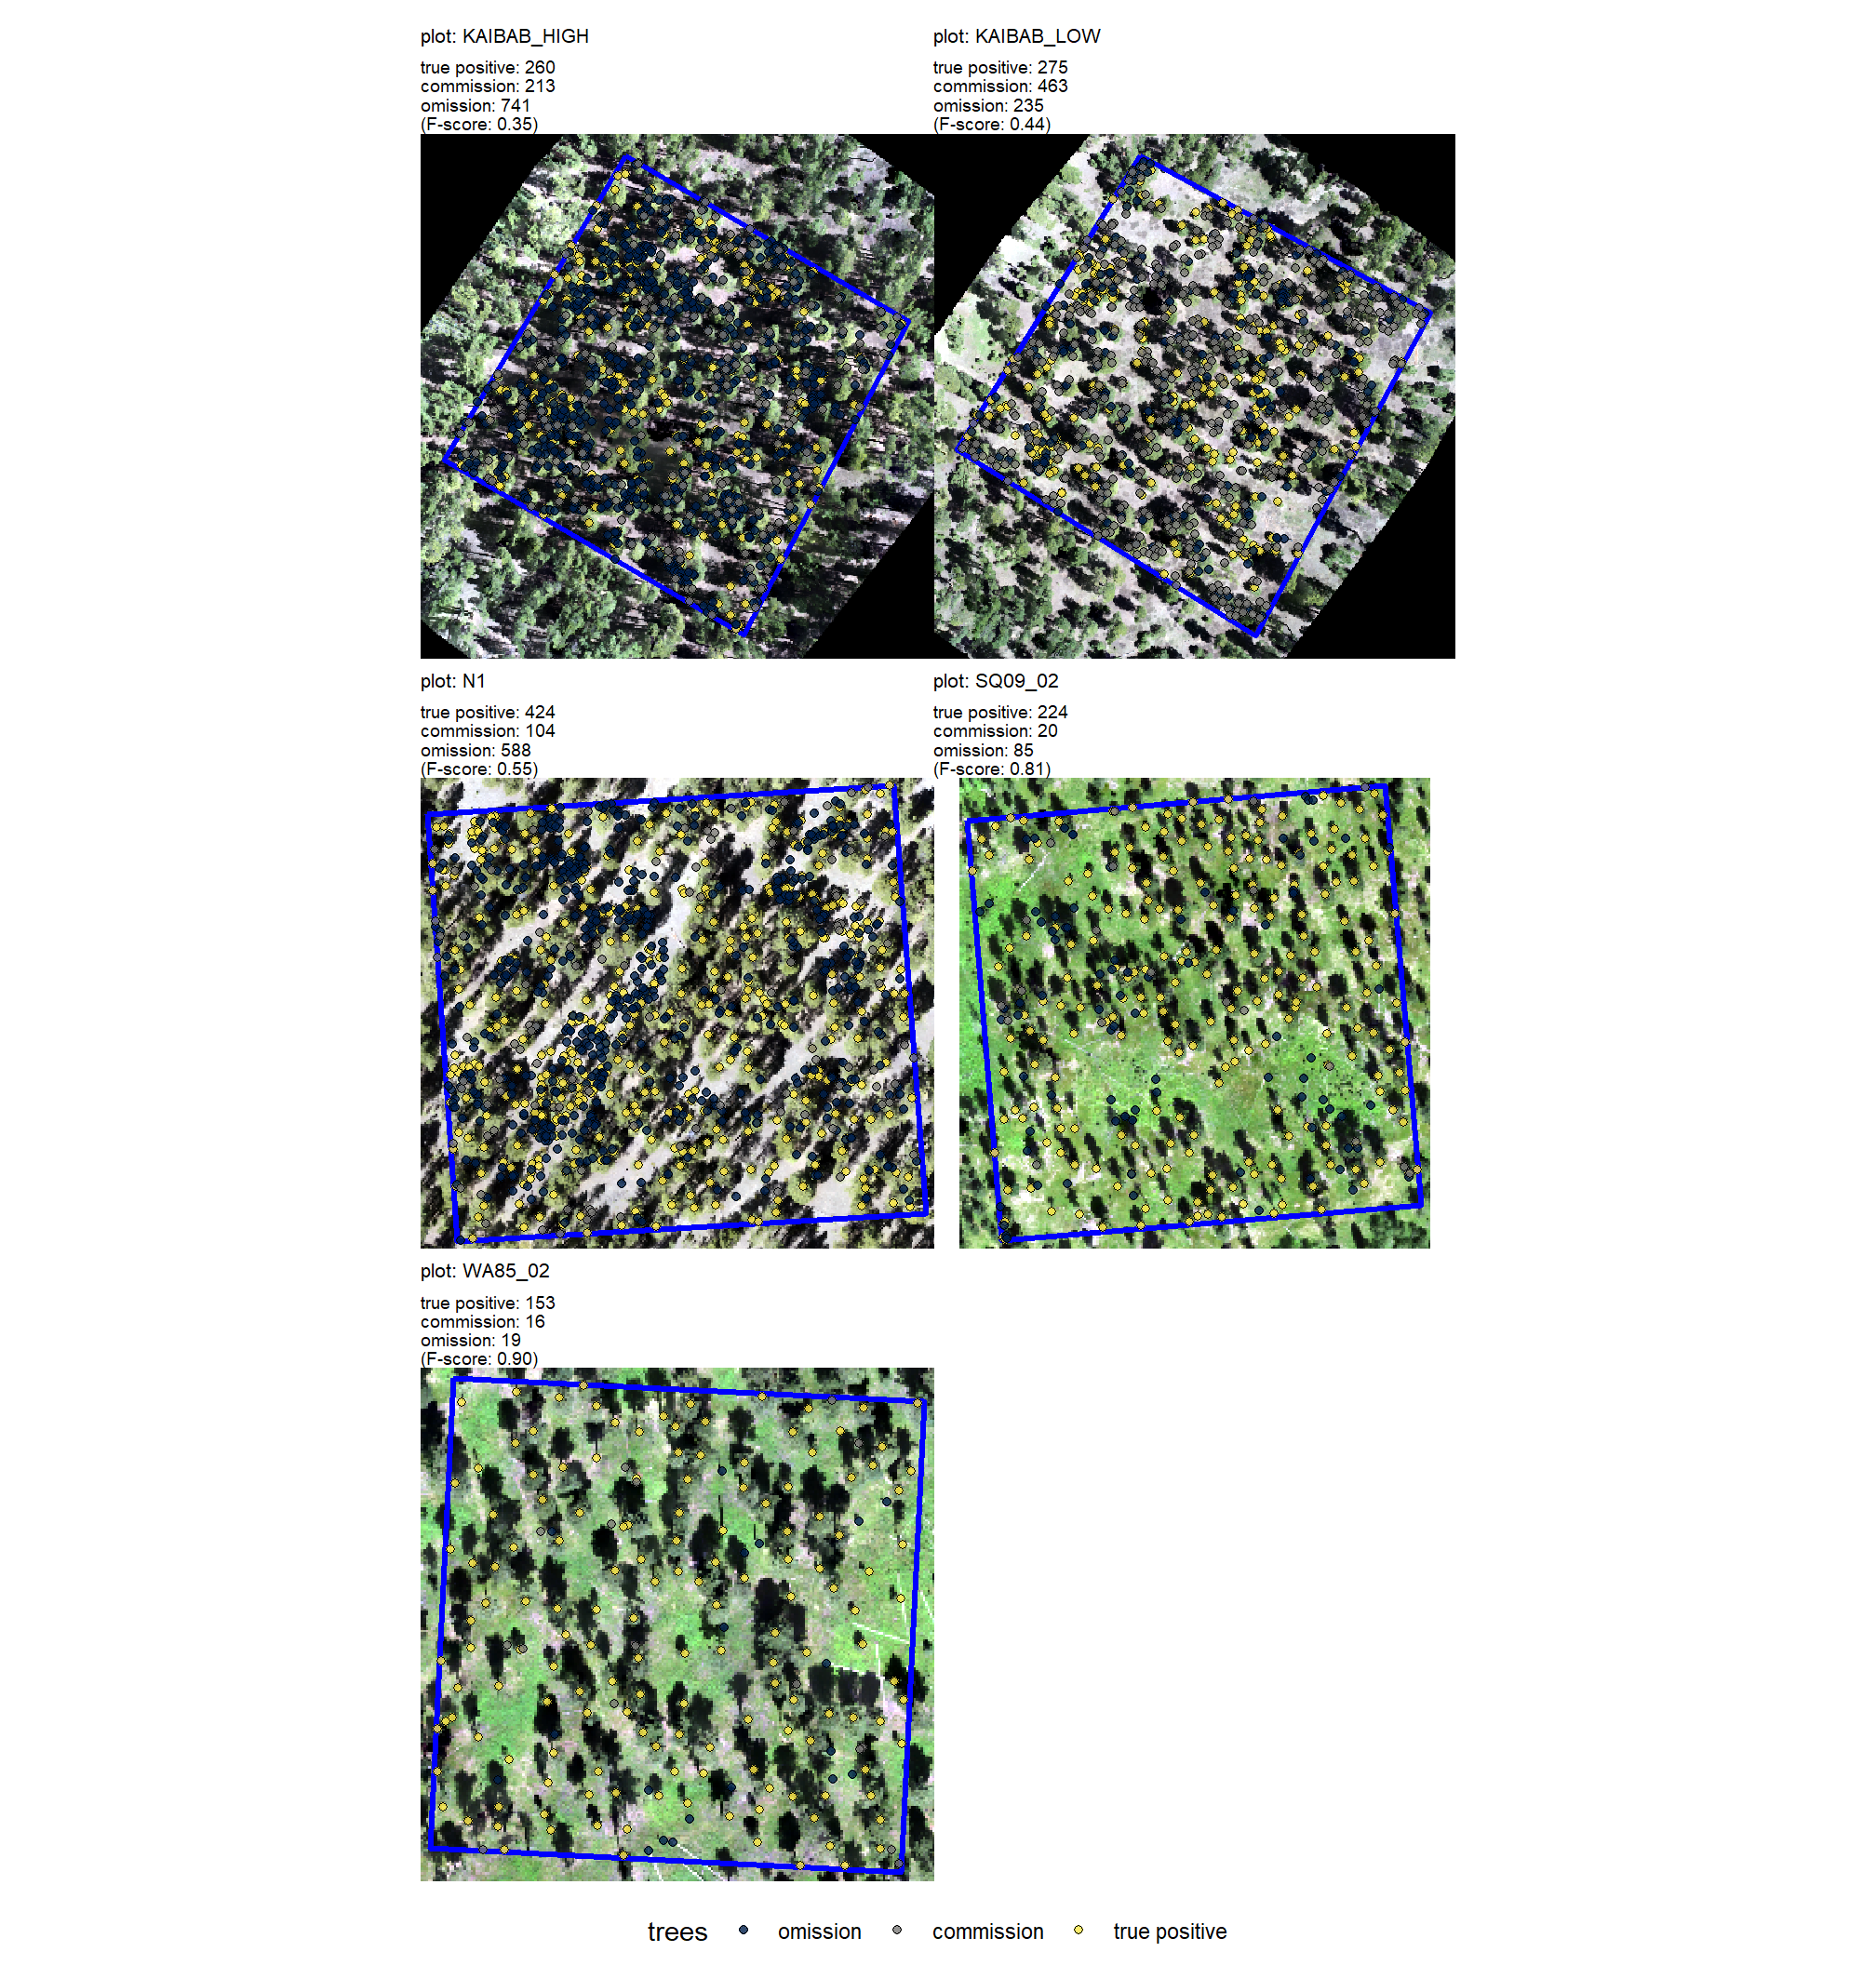 plot: KAIBAB_HIGH
true positive: 260
commission: 213
omission: 741
(F-score: 0.35)
plot: KAIBAB_LOW
true positive: 275
commission: 463
omission: 235
(F-score: 0.44)
plot: N1
true positive: 424
commission: 104
omission: 588
(F-score: 0.55)
plot: SQ09_02
true positive: 224
commission: 20
omission: 85
(F-score: 0.81)
plot: WA85_02
true positive: 153
commission: 16
omission: 19
(F-score: 0.90)
trees omission commission true positive